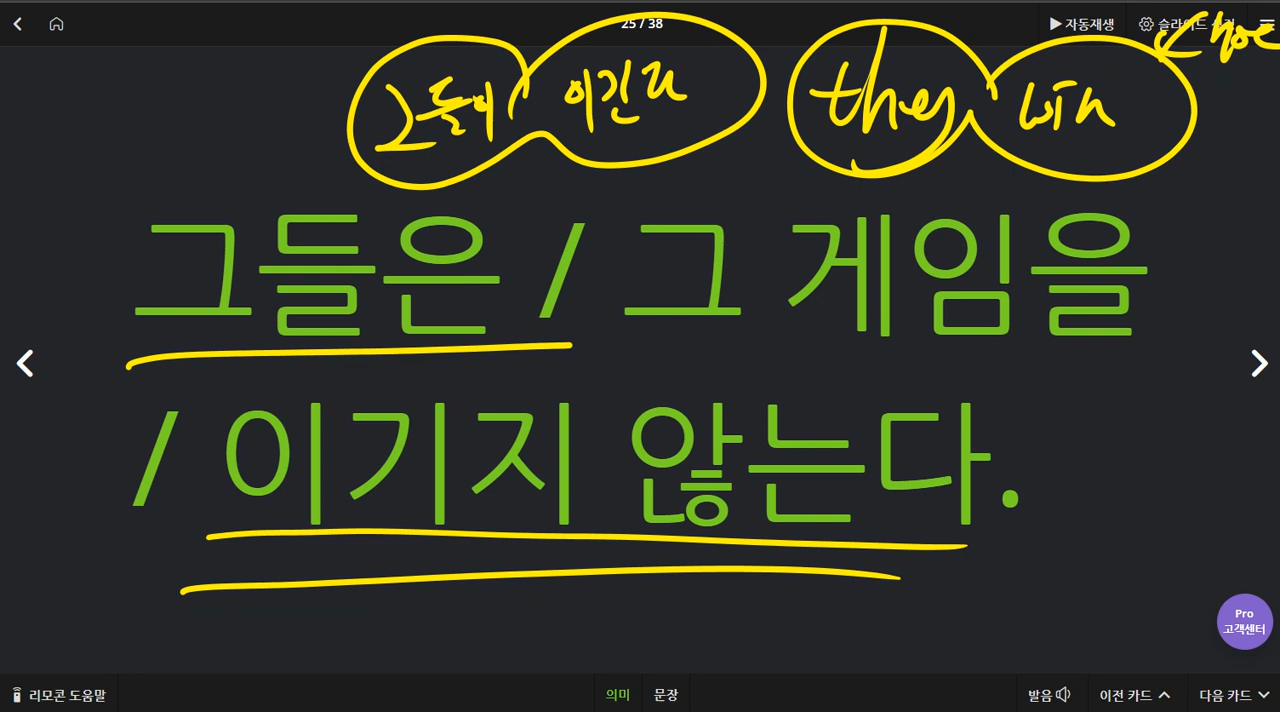 25 / 38
자동재생
그들이 이긴다
they win
그들은 / 그 게임을
/ 이기지 않는다.
Pro
고객센터
리모콘 도움말
의미
문장
발음
이전 카드
다음 카드